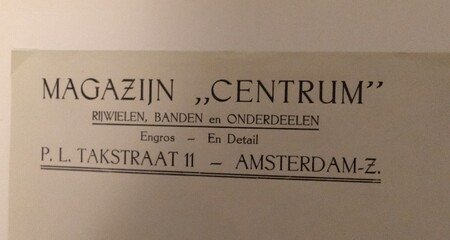 MAGAZIJN „CENTRUM”
RIJWIELEN, BANDEN en ONDERDEELEN
Engros – En Detail
P. L. TAKSTRAAT 11 – AMSTERDAM-Z.